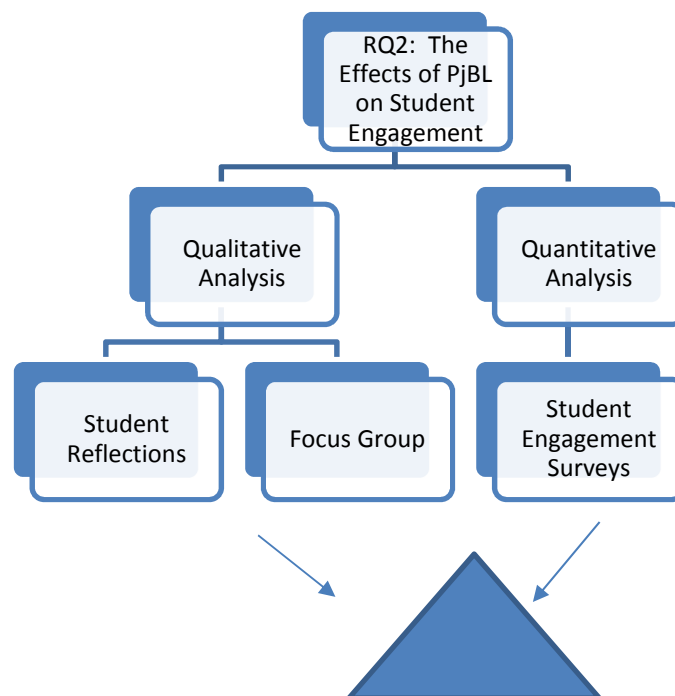 RQ2:  The
Effects of PjBL
on Student
Engagement
Qualitative
Analysis
Quantitative
Analysis
Student
Reflections
Focus Group
Student
Engagement
Surveys